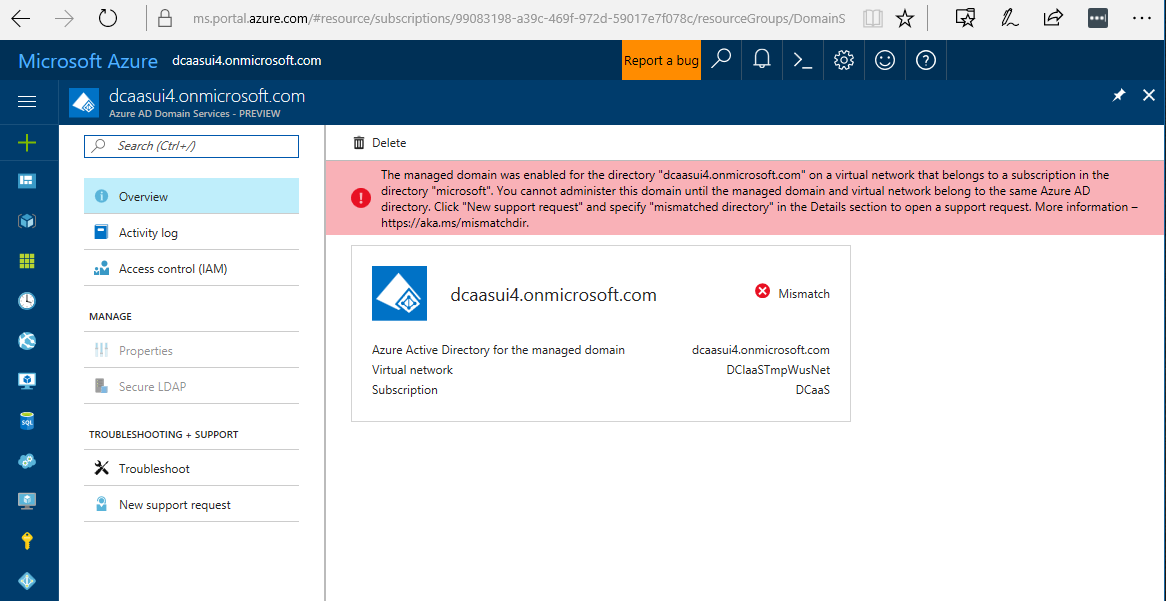 ms.portal.azure.com/#resource/subscriptions/99083198-a39c-469f-972d-59017e7f078c/resourceGroups/DomainS
Microsoft Azure dcaasui4.onmicrosoft.com
Report a bug
dcaasui4.onmicrosoft.com
Azure AD Domain Services - PREVIEW
Search (Ctrl+/)
Overview
Activity log
Access control (IAM)
MANAGE
Properties
Secure LDAP
TROUBLESHOOTING + SUPPORT
Troubleshoot
New support request
Delete
The managed domain was enabled for the directory "dcaasui4.onmicrosoft.com" on a virtual network that belongs to a subscription in the
directory "microsoft". You cannot administer this domain until the managed domain and virtual network belong to the same Azure AD
directory. Click "New support request" and specify "mismatched directory" in the Details section to open a support request. More information –
https://aka.ms/mismatchdir.
dcaasui4.onmicrosoft.com
Mismatch
Azure Active Directory for the managed domain dcaasui4.onmicrosoft.com
Virtual network DCIaaSTmpWusNet
Subscription DCaaS
SQL